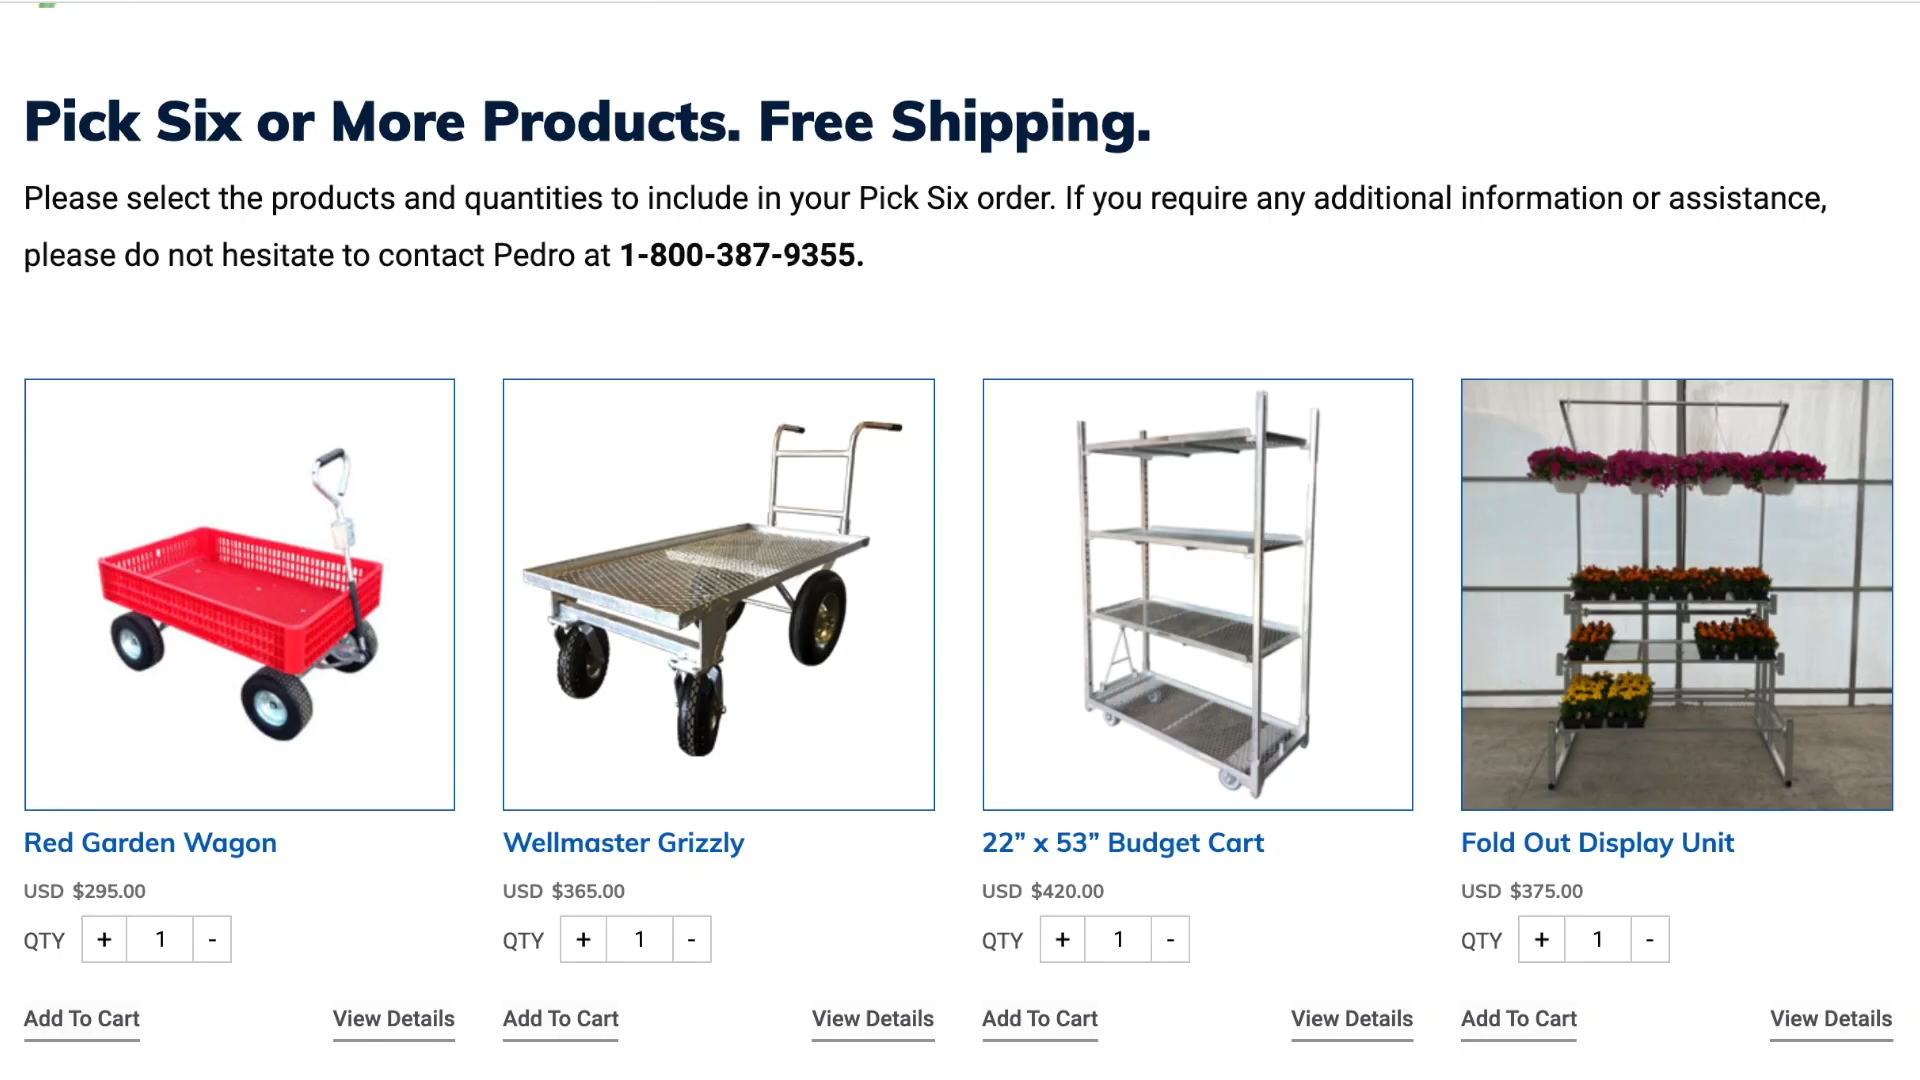 Pick Six or More Products. Free Shipping.
Please select the products and quantities to include in your Pick Six order. If you require any additional information or assistance,
please do not hesitate to contact Pedro at 1-800-387-9355.
Red Garden Wagon
USD $295.00
QTY + 1 -
Add To Cart View Details
Wellmaster Grizzly
USD $365.00
QTY + 1 -
Add To Cart View Details
22” x 53” Budget Cart
USD $420.00
QTY + 1 -
Add To Cart View Details
Fold Out Display Unit
USD $375.00
QTY + 1 -
Add To Cart View Details